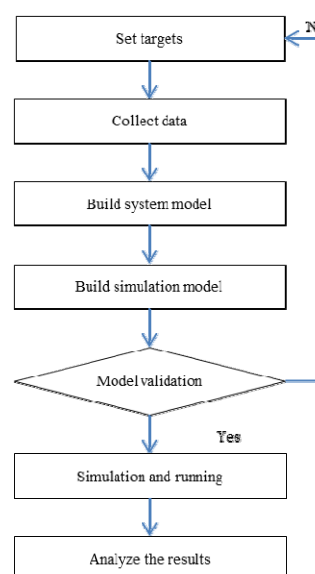 Set targets
Collect data
Build system model
Build simulation model
Model validation
Yes
Simulation and running
Analyze the results